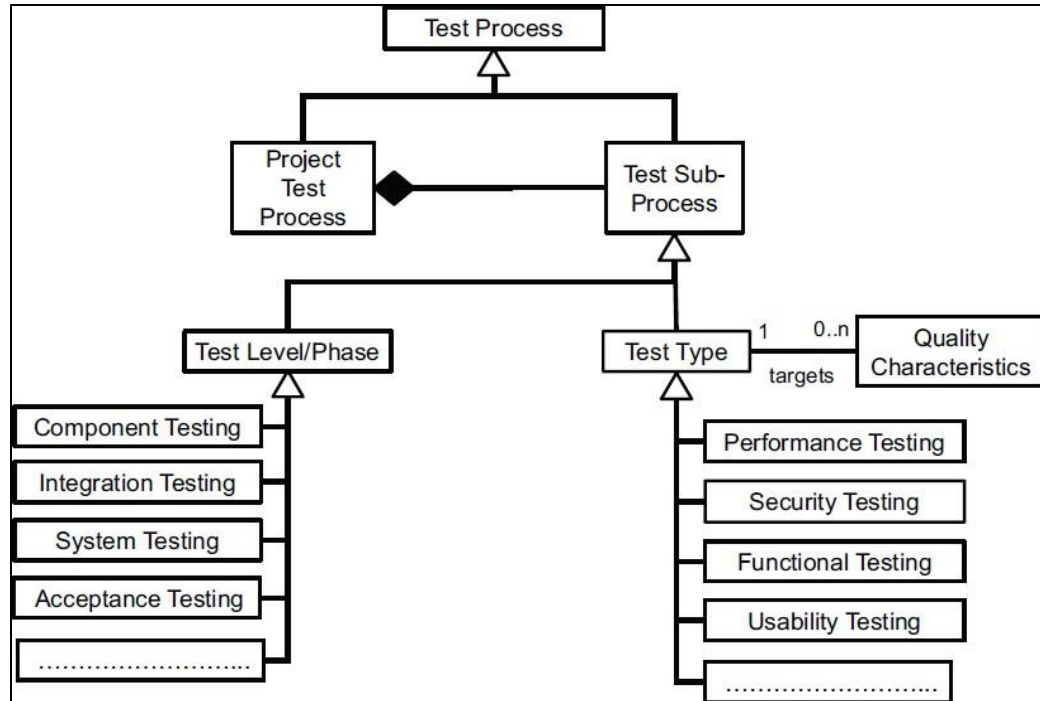 Test Process
Project
Test
Process
Test Sub-
Process
Test Level/Phase
Test Type
1
0..n
targets
Quality
Characteristics
Component Testing
Integration Testing
System Testing
Acceptance Testing
…………………………
Performance Testing
Security Testing
Functional Testing
Usability Testing
…………………………